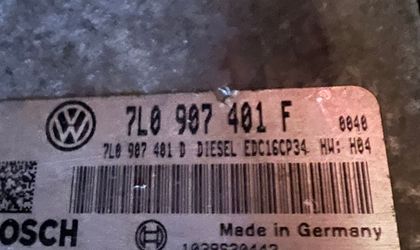 7L0 907 401 F 0040
7L0 907 401 D DIESEL EDC16CP34 HW: H04
BOSCH
Made in Germany